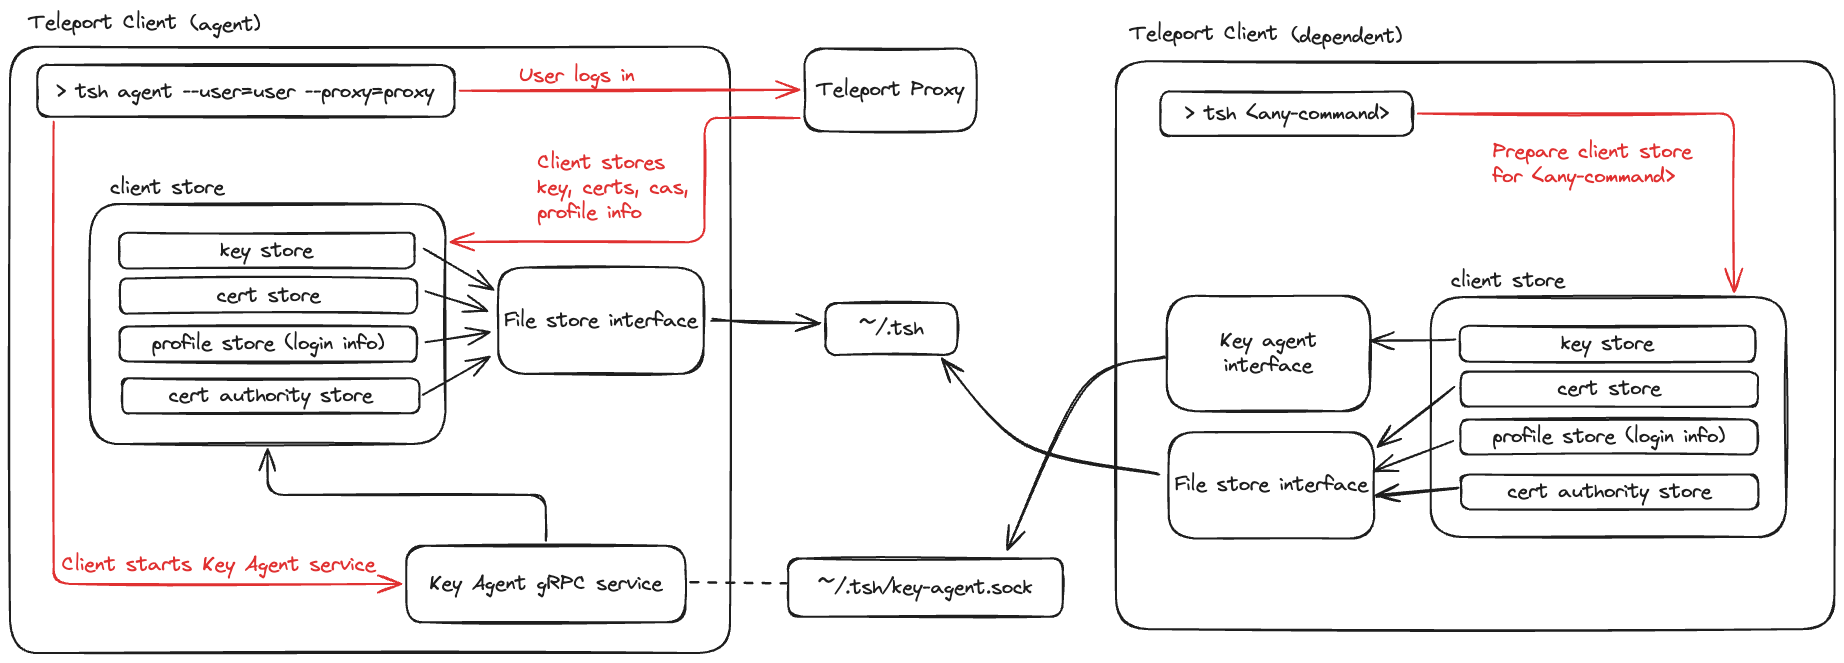 Teleport Client (agent)
> tsh agent --user=user --proxy=proxy
User logs in
Teleport Proxy
Client stores
key, certs, cas,
profile info
client store
key store
cert store
profile store (login info)
cert authority store
File store interface
~/.tsh
Client starts Key Agent service
Key Agent gRPC service
~/.tsh/key-agent.sock
Teleport Client (dependent)
> tsh <any-command>
Prepare client store
for <any-command>
client store
Key agent
interface
key store
cert store
profile store (login info)
cert authority store
File store interface